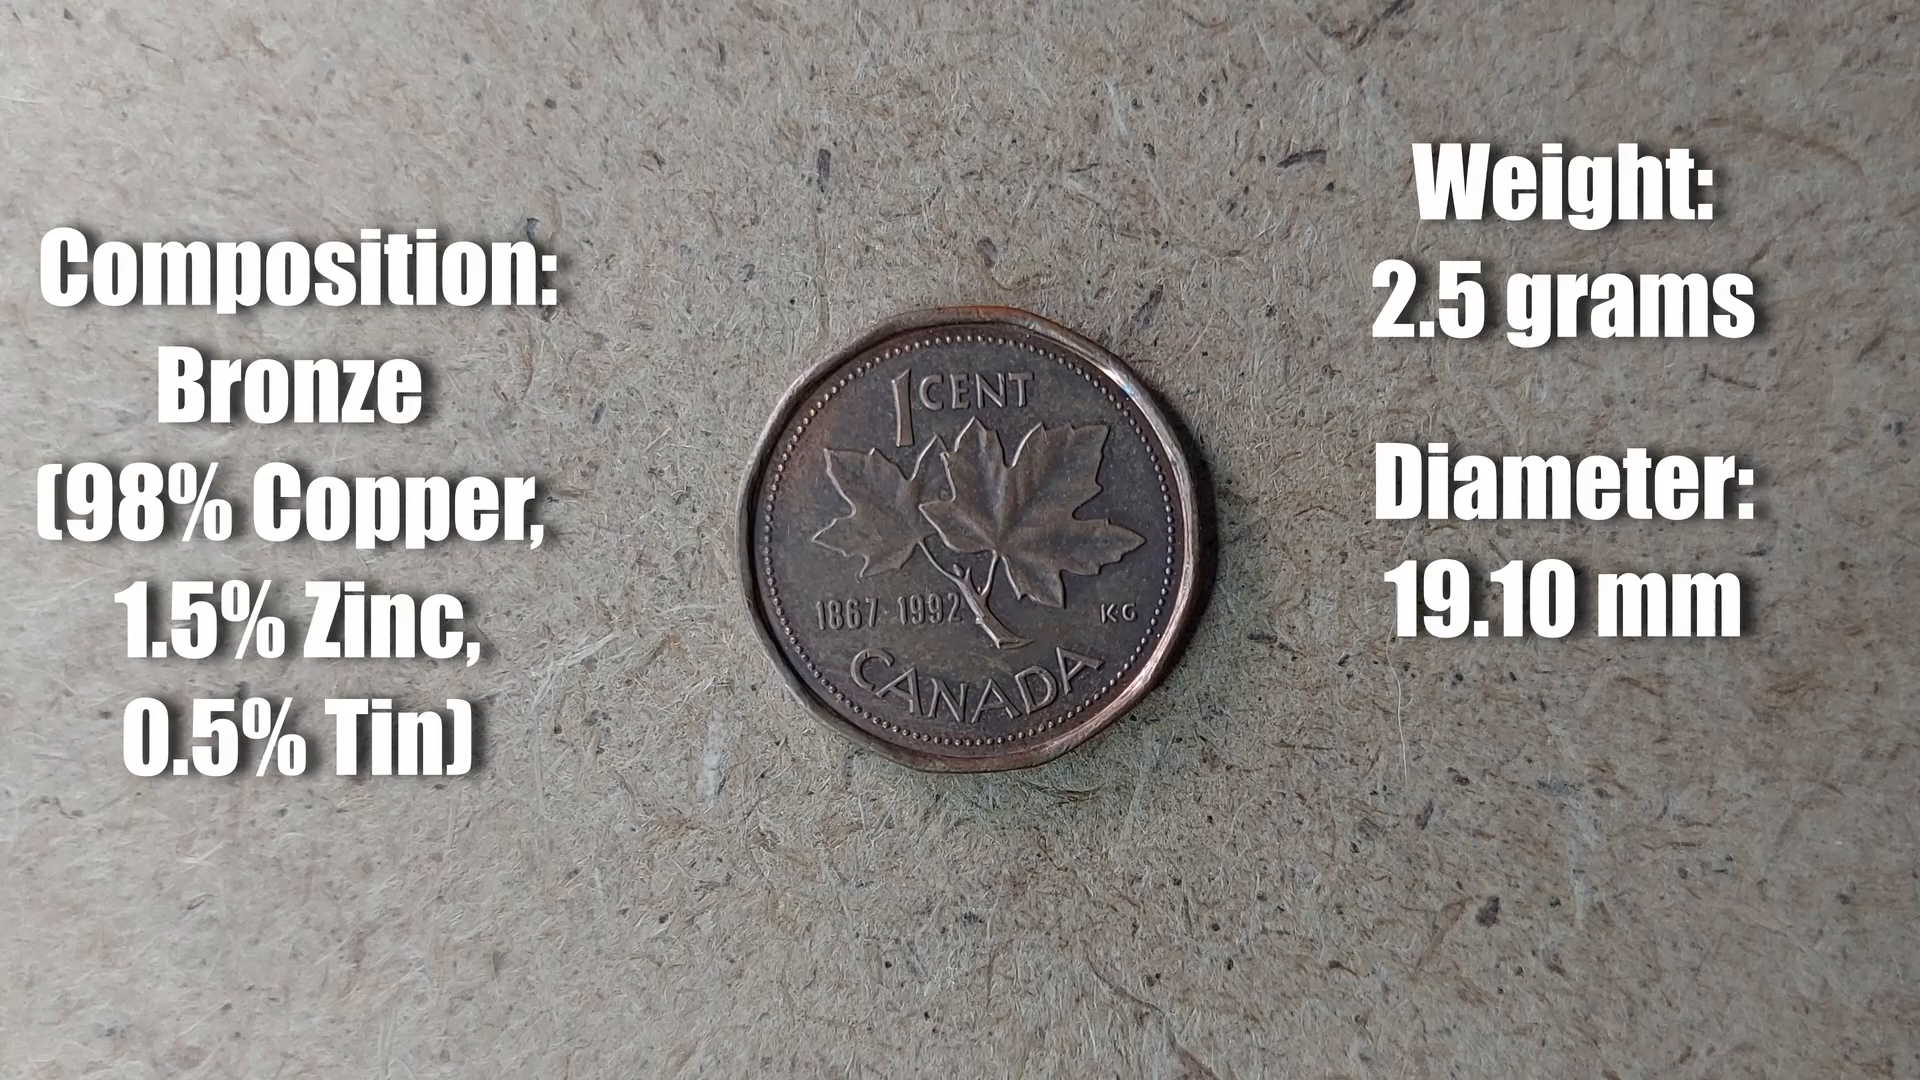 Composition:
Bronze
(98% Copper,
1.5% Zinc,
0.5% Tin)
1 CENT
1867-1992
KG
CANADA
Weight:
2.5 grams
Diameter:
19.10 mm